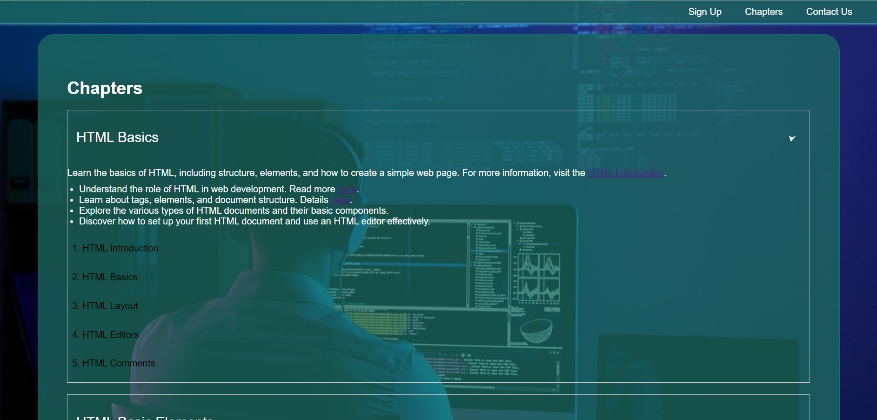 Sign Up Chapters Contact Us
Chapters
HTML Basics
Learn the basics of HTML, including structure, elements, and how to create a simple web page. For more information, visit the HTML Introduction.
Understand the role of HTML in web development. Read more
Learn about tags, elements, and document structure. Details
Explore the various types of HTML documents and their basic components.
Discover how to set up your first HTML document and use an HTML editor effectively.
1. HTML Introduction
2. HTML Basics
3. HTML Layout
4. HTML Editors
5. HTML Comments
HTML Basic Elements